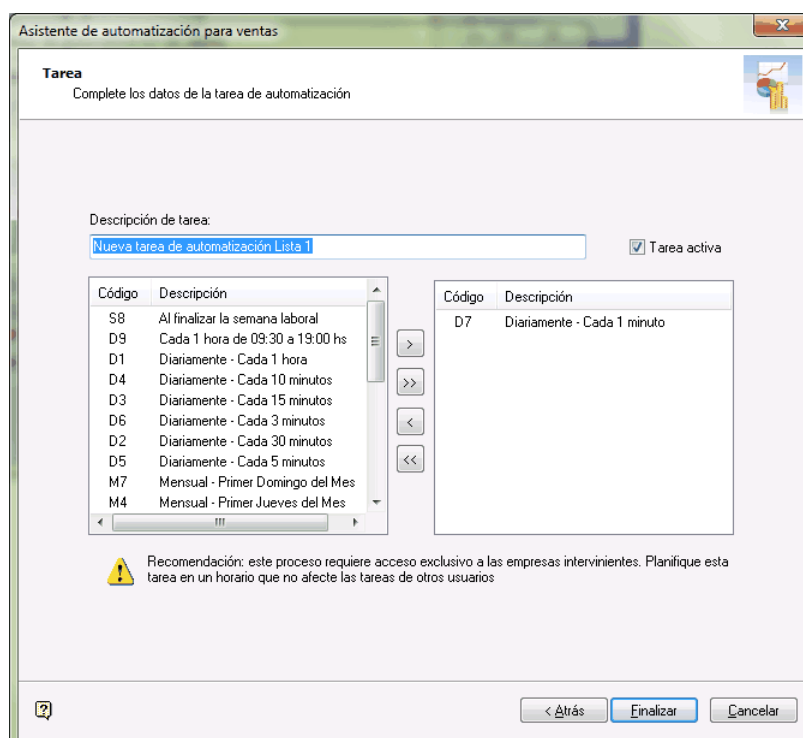 Asistente de automatización para ventas
Tarea
Complete los datos de la tarea de automatización
Descripción de tarea:
Nueva tarea de automatización Lista 1
Tarea activa
Código Descripción
S8 Al finalizar la semana laboral
D9 Cada 1 hora de 09:30 a 19:00 hs
D1 Diariamente - Cada 1 hora
D4 Diariamente - Cada 10 minutos
D3 Diariamente - Cada 15 minutos
D6 Diariamente - Cada 3 minutos
D2 Diariamente - Cada 30 minutos
D5 Diariamente - Cada 5 minutos
M7 Mensual - Primer Domingo del Mes
M4 Mensual - Primer Jueves del Mes
>
>>
<
<<
Código Descripción
D7 Diariamente - Cada 1 minuto
Recomendación: este proceso requiere acceso exclusivo a las empresas intervinientes. Planifique esta
tarea en un horario que no afecte las tareas de otros usuarios
< Atrás Finalizar Cancelar